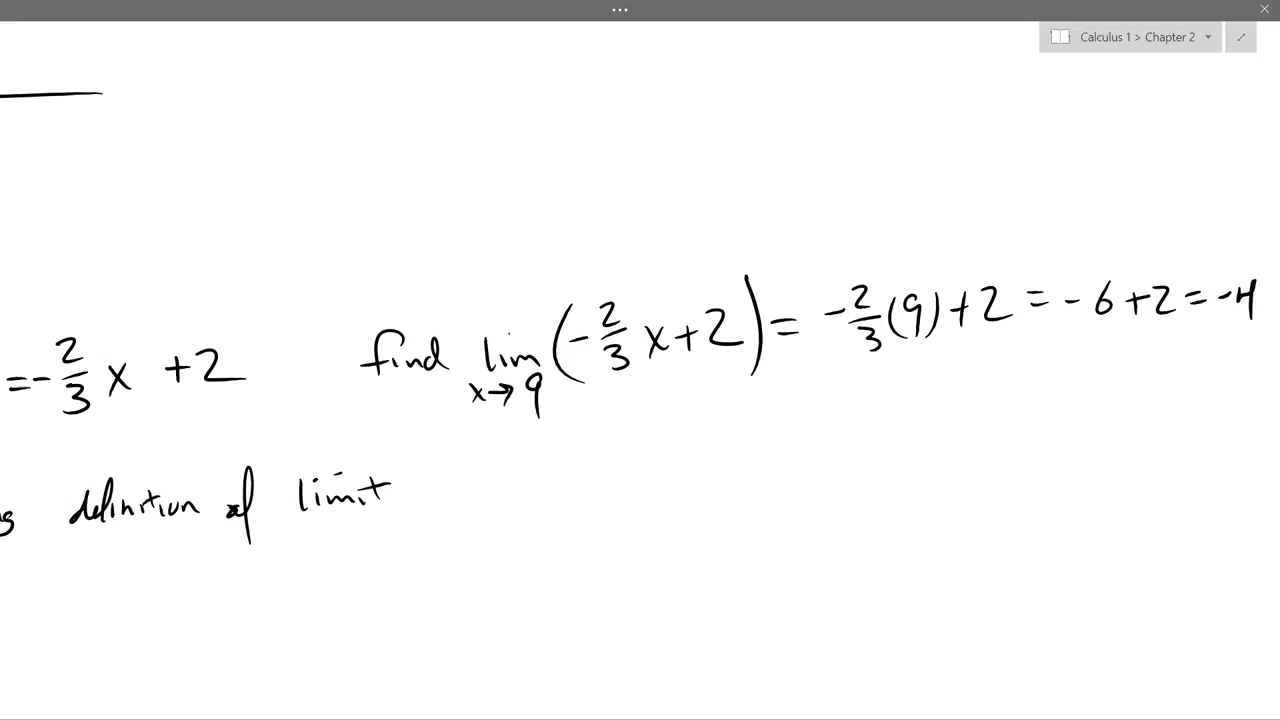 Calculus 1 > Chapter 2
= -2/3 x + 2 find lim x→9 (-2/3 x + 2) = -2/3 (9) + 2 = -6 + 2 = -4
s definition of limit